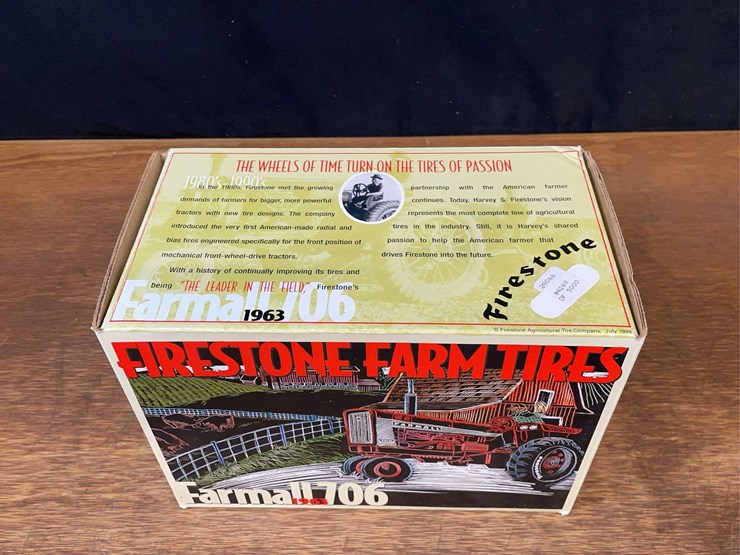 THE WHEELS OF TIME TURN ON THE TIRES OF PASSION
1980's-1990's
In the 1980s, Firestone met the growing
demands of farmers for bigger, more powerful
tractors with new tire designs. The company
introduced the very first American-made radial and
bias tires engineered specifically for the front position of
mechanical front-wheel-drive tractors.
With a history of continually improving its tires and
being "THE LEADER IN THE FIELD," Firestone's
partnership with the American farmer
continues. Today, Harvey S. Firestone's vision
represents the most complete line of agricultural
tires in the industry. Still, it is Harvey's shared
passion to help the American farmer that
drives Firestone into the future.
Farmall 706
1963
Firestone
OF 5000
© Firestone Agricultural Tire Company, July 1999
FIRESTONE FARM TIRES
FARMALL
Farmall 706
1963